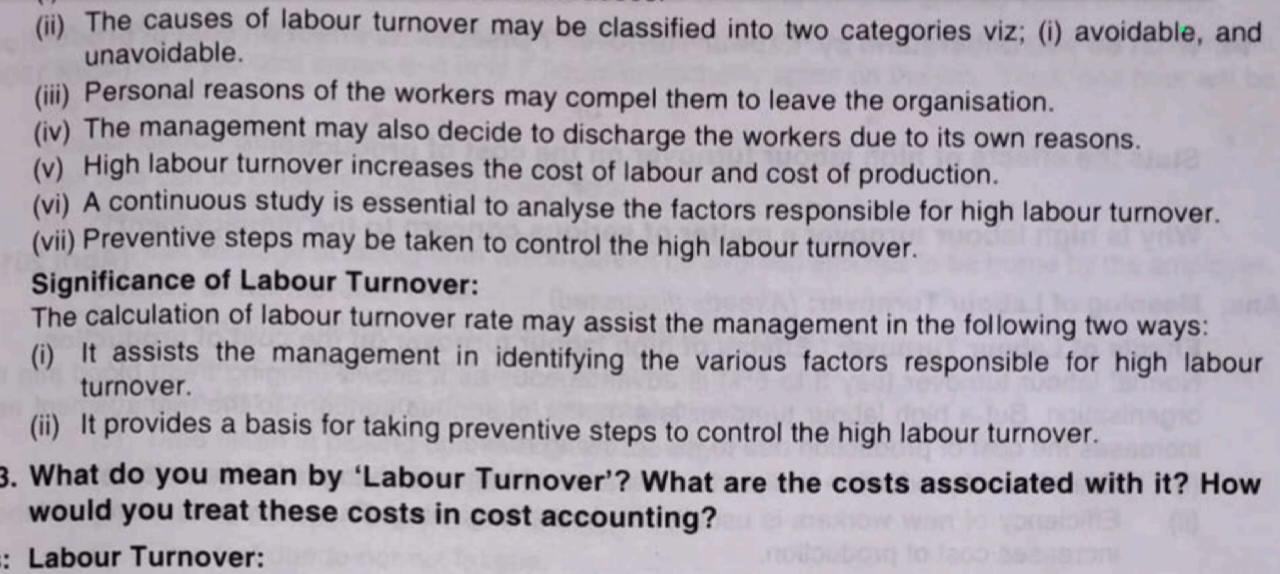 (ii) The causes of labour turnover may be classified into two categories viz; (i) avoidable, and
unavoidable.
(iii) Personal reasons of the workers may compel them to leave the organisation.
(iv) The management may also decide to discharge the workers due to its own reasons.
(v) High labour turnover increases the cost of labour and cost of production.
(vi) A continuous study is essential to analyse the factors responsible for high labour turnover.
(vii) Preventive steps may be taken to control the high labour turnover.
Significance of Labour Turnover:
The calculation of labour turnover rate may assist the management in the following two ways:
(i) It assists the management in identifying the various factors responsible for high labour
turnover.
(ii) It provides a basis for taking preventive steps to control the high labour turnover.
3. What do you mean by ‘Labour Turnover’? What are the costs associated with it? How
would you treat these costs in cost accounting?
: Labour Turnover: